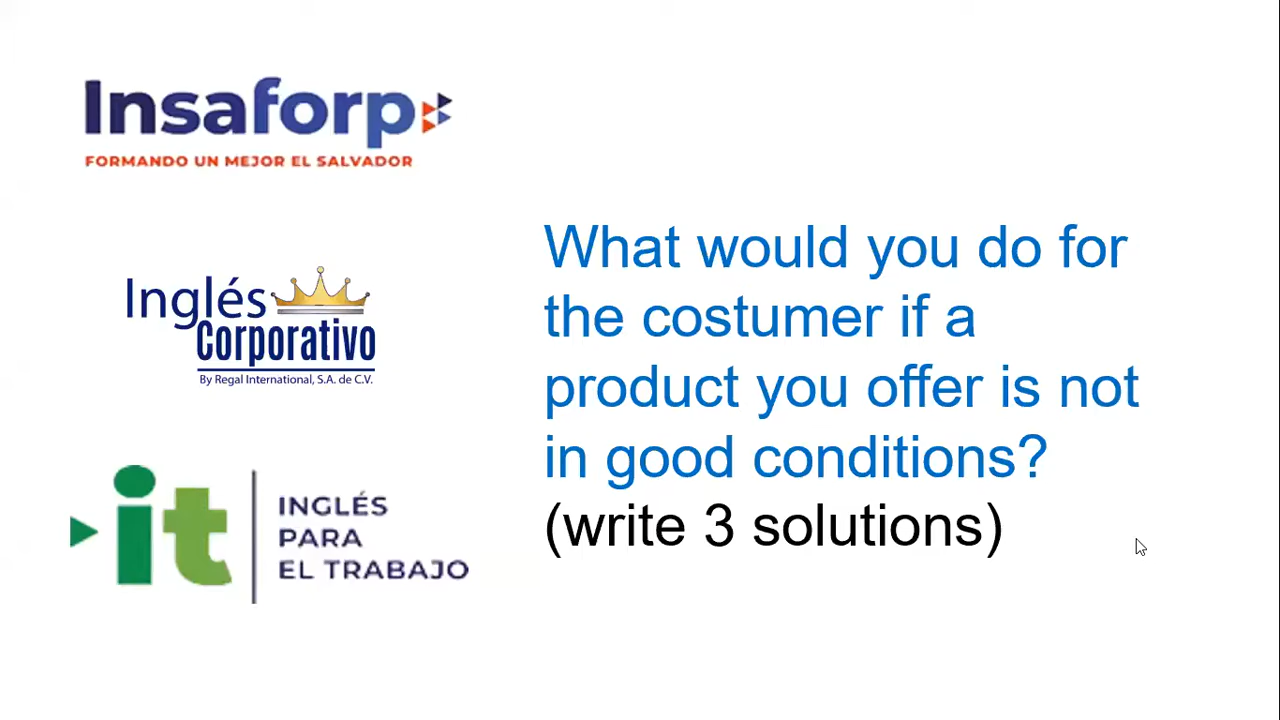 Insaforp
FORMANDO UN MEJOR EL SALVADOR
Inglés
Corporativo
By Regal International, S.A. de C.V.
it
INGLÉS
PARA
EL TRABAJO
What would you do for
the costumer if a
product you offer is not
in good conditions?
(write 3 solutions)